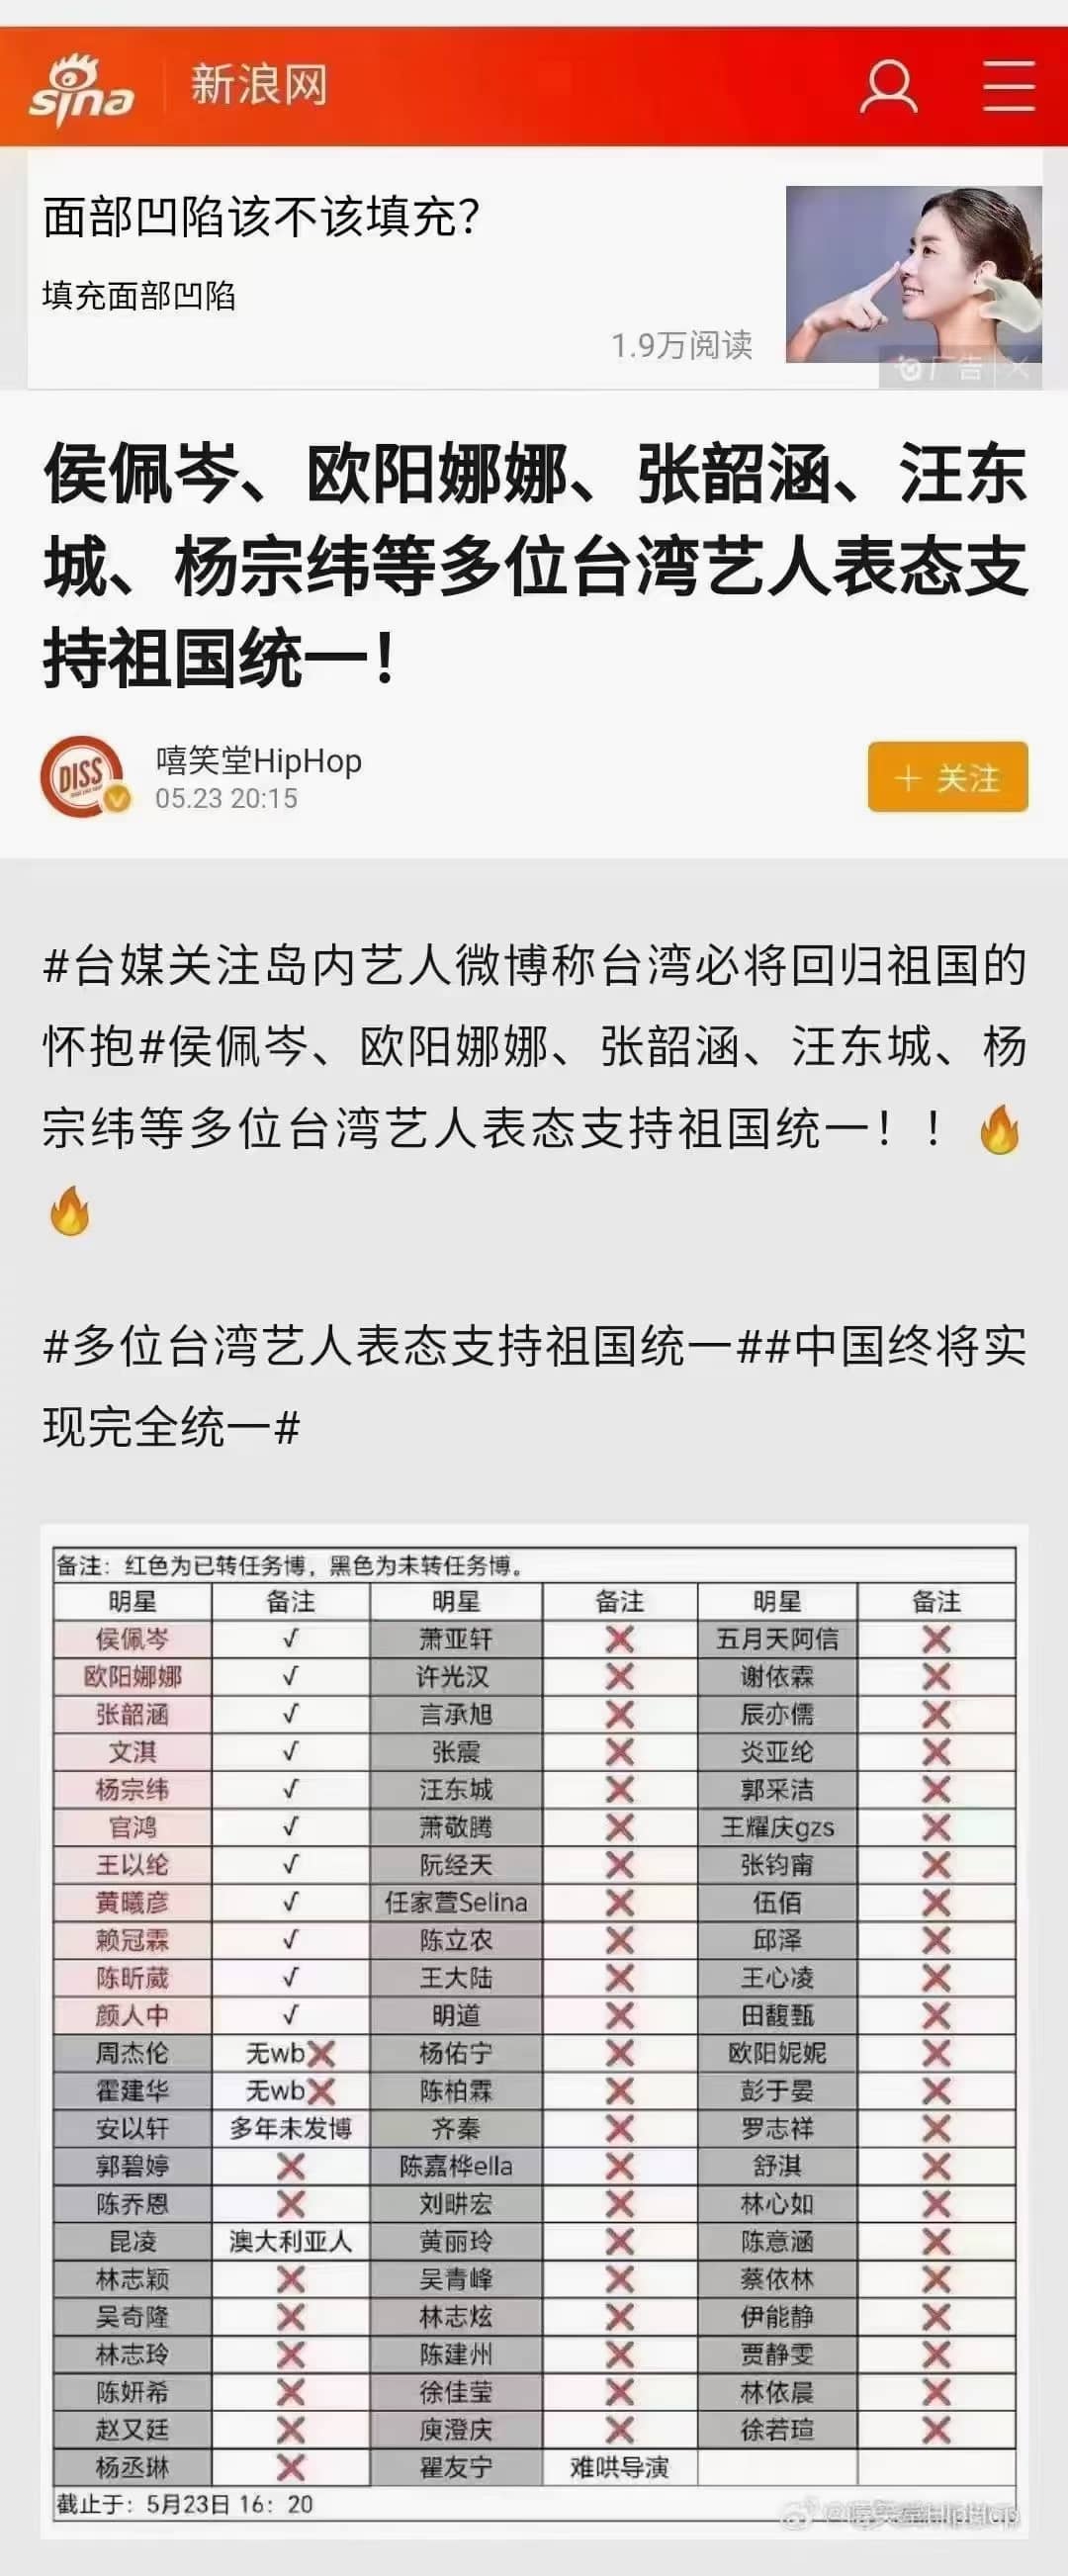 sina 新浪网
面部凹陷该不该填充？
填充面部凹陷
1.9万阅读
广告
侯佩岑、欧阳娜娜、张韶涵、汪东
城、杨宗纬等多位台湾艺人表态支
持祖国统一！
DISS
嘻笑堂HipHop
05.23 20:15
＋ 关注
#台媒关注岛内艺人微博称台湾必将回归祖国的
怀抱#侯佩岑、欧阳娜娜、张韶涵、汪东城、杨
宗纬等多位台湾艺人表态支持祖国统一！！🔥
🔥
#多位台湾艺人表态支持祖国统一##中国终将实
现完全统一#
备注：红色为已转任务博，黑色为未转任务博。
明星 备注 明星 备注 明星 备注
侯佩岑 √ 萧亚轩 ❌ 五月天阿信 ❌
欧阳娜娜 √ 许光汉 ❌ 谢依霖 ❌
张韶涵 √ 言承旭 ❌ 辰亦儒 ❌
文淇 √ 张震 ❌ 炎亚纶 ❌
杨宗纬 √ 汪东城 ❌ 郭采洁 ❌
官鸿 √ 萧敬腾 ❌ 王耀庆gzs ❌
王以纶 √ 阮经天 ❌ 张钧甯 ❌
黄曦彦 √ 任家萱Selina ❌ 伍佰 ❌
赖冠霖 √ 陈立农 ❌ 邱泽 ❌
陈昕葳 √ 王大陆 ❌ 王心凌 ❌
颜人中 √ 明道 ❌ 田馥甄 ❌
周杰伦 无wb❌ 杨佑宁 ❌ 欧阳妮妮 ❌
霍建华 无wb❌ 陈柏霖 ❌ 彭于晏 ❌
安以轩 多年未发博 齐秦 ❌ 罗志祥 ❌
郭碧婷 ❌ 陈嘉桦ella ❌ 舒淇 ❌
陈乔恩 ❌ 刘畊宏 ❌ 林心如 ❌
昆凌 澳大利亚人 黄丽玲 ❌ 陈意涵 ❌
林志颖 ❌ 吴青峰 ❌ 蔡依林 ❌
吴奇隆 ❌ 林志炫 ❌ 伊能静 ❌
林志玲 ❌ 陈建州 ❌ 贾静雯 ❌
陈妍希 ❌ 徐佳莹 ❌ 林依晨 ❌
赵又廷 ❌ 庾澄庆 ❌ 徐若瑄 ❌
杨丞琳 ❌ 瞿友宁 难哄导演
截止于：5月23日 16：20
@嘻笑堂HipHop